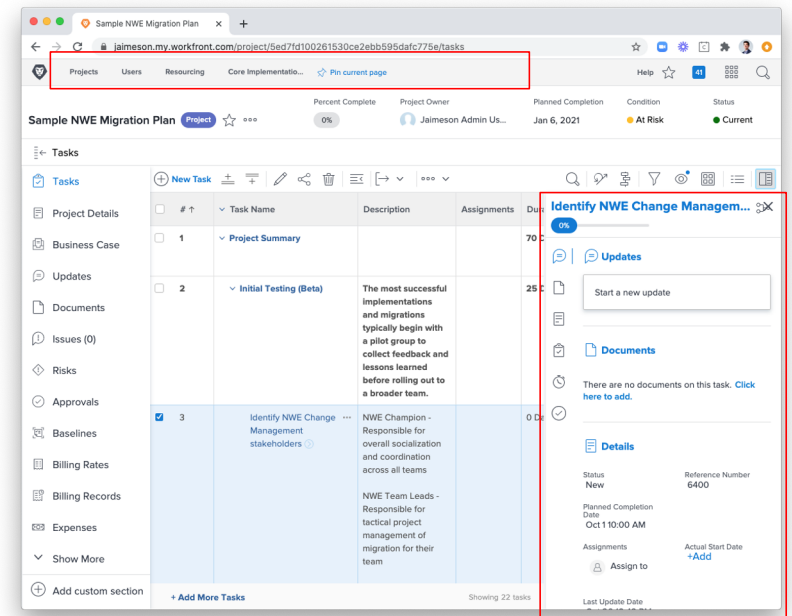 Sample NWE Migration Plan
jaimeson.my.workfront.com/project/5ed7fd100261530ce2ebb595dafc775e/tasks
Projects Users Resourcing Core Implementatio... Pin current page Help 41
Percent Complete Project Owner Planned Completion Condition Status
Sample NWE Migration Plan Project 0% Jaimeson Admin Us... Jan 6, 2021 At Risk Current
Tasks
Tasks
Project Details
Business Case
Updates
Documents
Issues (0)
Risks
Approvals
Baselines
Billing Rates
Billing Records
Expenses
Show More
Add custom section
New Task
# Task Name Description Assignments
1 Project Summary
2 Initial Testing (Beta) The most successful
implementations
and migrations
typically begin with
a pilot group to
collect feedback and
lessons learned
before rolling out to
a broader team.
3 Identify NWE Change NWE Champion -
Management Responsible for
stakeholders overall socialization
and coordination
across all teams
NWE Team Leads -
Responsible for
tactical project
management of
migration for their
team
+ Add More Tasks Showing 22 tasks
Identify NWE Change Managem...
0%
Updates
Start a new update
Documents
There are no documents on this task. Click
here to add.
Details
Status Reference Number
New 6400
Planned Completion
Date
Oct 1 10:00 AM
Assignments Actual Start Date
Assign to +Add
Last Update Date